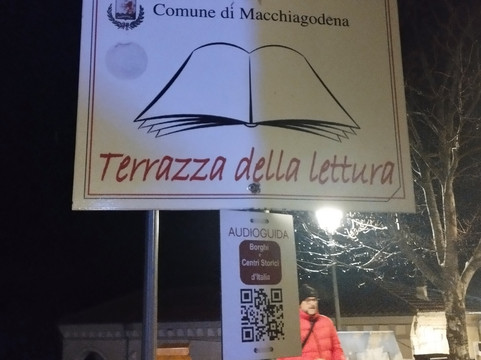 Comune di Macchiagodena
Terrazza della lettura
AUDIOGUIDA
Borghi
e
Centri Storici
d'Italia